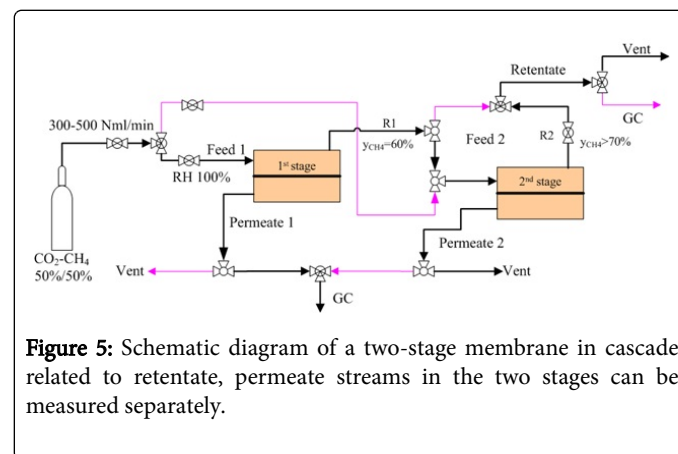 Vent
Retentate
GC
300-500 Nml/min
R1
Feed 1
yCH4=60%
Feed 2
R2
yCH4>70%
1st stage
RH 100%
2nd stage
Permeate 1
Permeate 2
CO2-CH4
50%/50%
Vent
Vent
GC
Figure 5: Schematic diagram of a two-stage membrane in cascade
related to retentate, permeate streams in the two stages can be
measured separately.